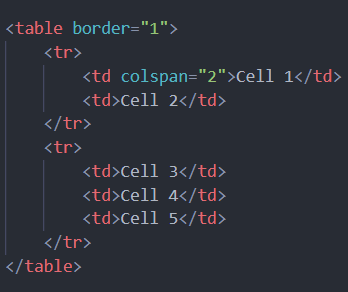 <table border="1">
    <tr>
        <td colspan="2">Cell 1</td>
        <td>Cell 2</td>
    </tr>
    <tr>
        <td>Cell 3</td>
        <td>Cell 4</td>
        <td>Cell 5</td>
    </tr>
</table>